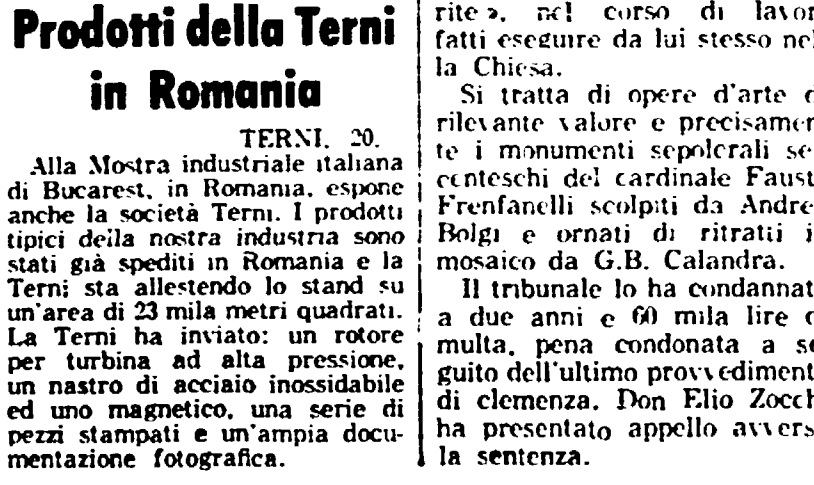 Prodotti della Terni
in Romania
TERNI, 20.
Alla Mostra industriale italiana
di Bucarest, in Romania, espone
anche la società Terni. I prodotti
tipici della nostra industria sono
stati già spediti in Romania e la
Terni sta allestendo lo stand su
un'area di 23 mila metri quadrati.
La Terni ha inviato: un rotore
per turbina ad alta pressione,
un nastro di acciaio inossidabile
ed uno magnetico, una serie di
pezzi stampati e un'ampia docu-
mentazione fotografica.
rite », nel corso di lavor
fatti eseguire da lui stesso nel
la Chiesa.
Si tratta di opere d'arte d
rilevante valore e precisamen
te i monumenti sepolcrali se
centeschi del cardinale Faust
Frenfanelli scolpiti da Andre
Bolgi e ornati di ritratti i
mosaico da G.B. Calandra.
Il tribunale lo ha condannat
a due anni e 60 mila lire d
multa, pena condonata a se
guito dell'ultimo provvediment
di clemenza. Don Elio Zocch
ha presentato appello avvers
la sentenza.